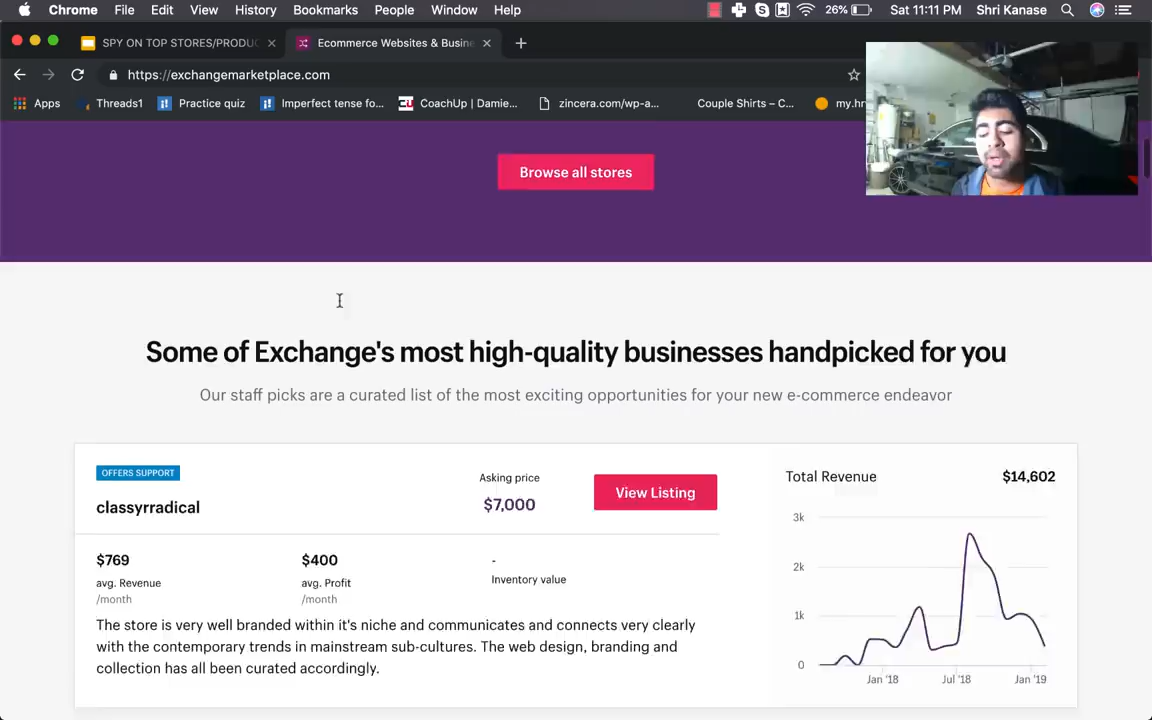 Chrome File Edit View History Bookmarks People Window Help 26% Sat 11:11 PM Shri Kanase
SPY ON TOP STORES/PRODUC Ecommerce Websites & Busin
https://exchangemarketplace.com
Apps Threads1 Practice quiz Imperfect tense fo... CoachUp | Damie... zincera.com/wp-a... Couple Shirts – C... my.hr
Browse all stores
Some of Exchange's most high-quality businesses handpicked for you
Our staff picks are a curated list of the most exciting opportunities for your new e-commerce endeavor
OFFERS SUPPORT
classyrradical
Asking price
$7,000
View Listing
$769
avg. Revenue
/month
$400
avg. Profit
/month
-
Inventory value
The store is very well branded within it's niche and communicates and connects very clearly
with the contemporary trends in mainstream sub-cultures. The web design, branding and
collection has all been curated accordingly.
Total Revenue $14,602
3k
2k
1k
0
Jan '18 Jul '18 Jan '19